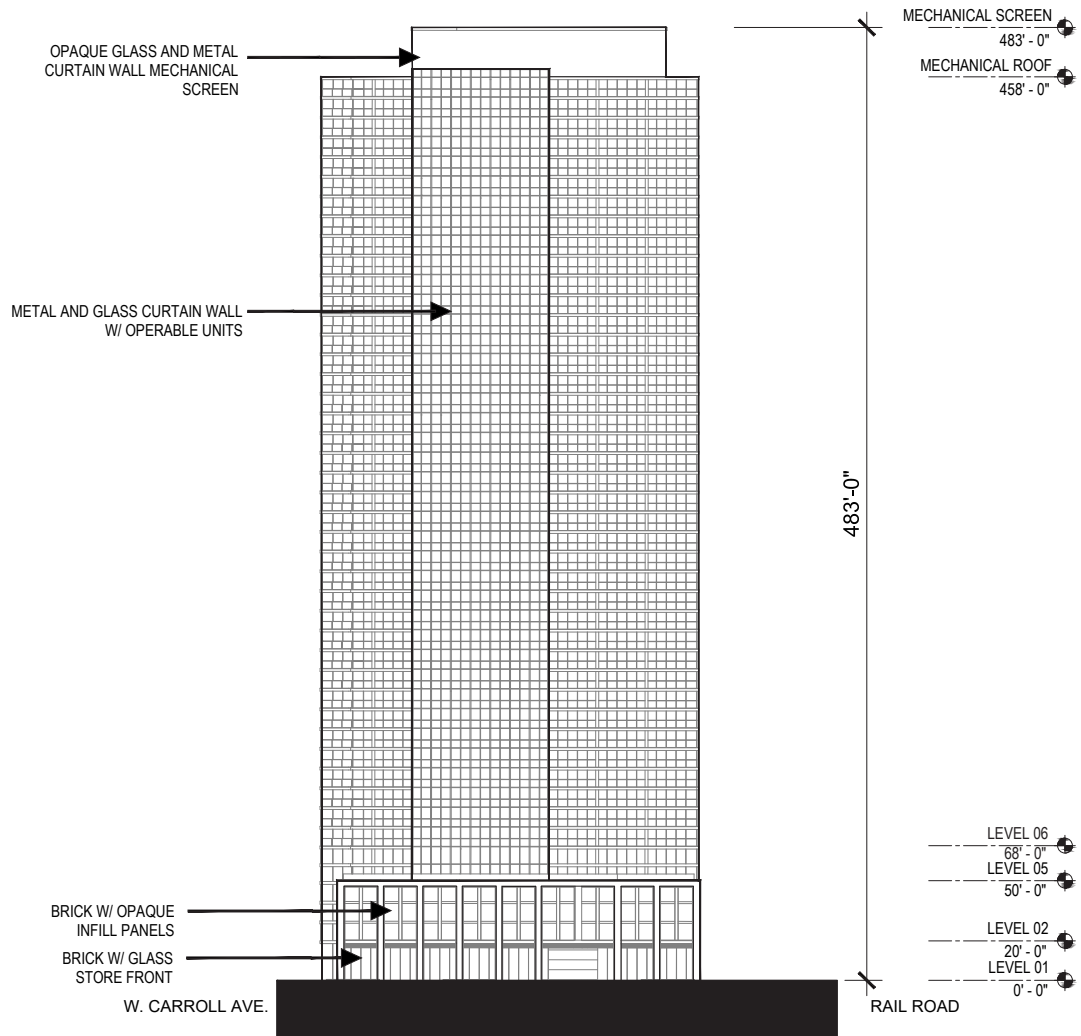 MECHANICAL SCREEN
483' - 0"
OPAQUE GLASS AND METAL
CURTAIN WALL MECHANICAL
SCREEN
MECHANICAL ROOF
458' - 0"
METAL AND GLASS CURTAIN WALL
W/ OPERABLE UNITS
483'-0"
LEVEL 06
68' - 0"
LEVEL 05
50' - 0"
BRICK W/ OPAQUE
INFILL PANELS
LEVEL 02
20' - 0"
BRICK W/ GLASS
STORE FRONT
LEVEL 01
0' - 0"
W. CARROLL AVE.
RAIL ROAD